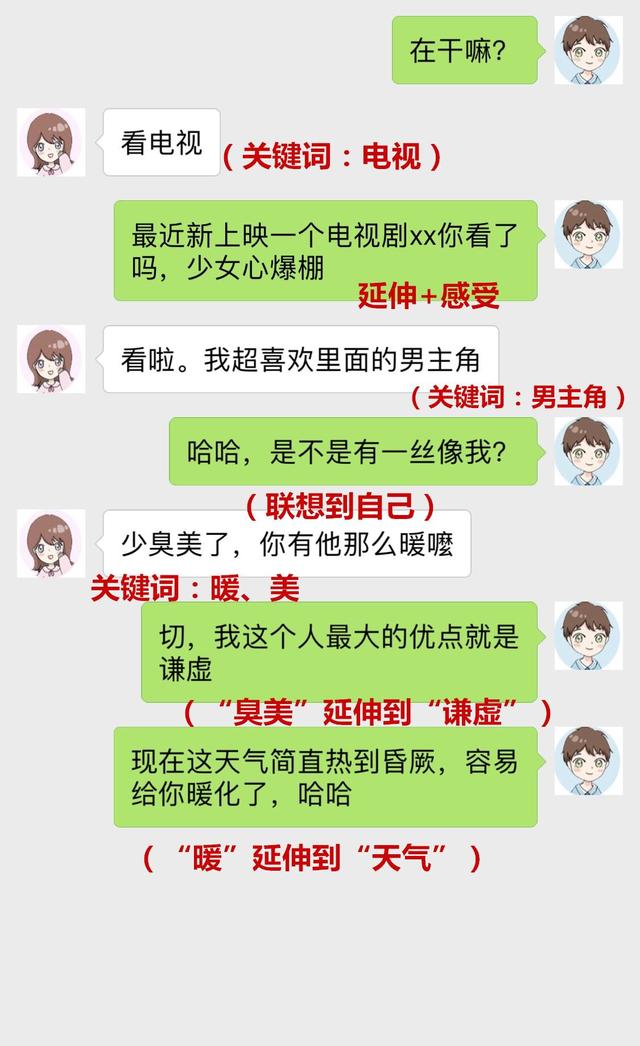 在干嘛？
看电视
（关键词：电视）
最近新上映一个电视剧xx你看了
吗，少女心爆棚
延伸+感受
看啦。我超喜欢里面的男主角
（关键词：男主角）
哈哈，是不是有一丝像我？
（联想到自己）
少臭美了，你有他那么暖嚒
关键词：暖、美
切，我这个人最大的优点就是
谦虚
（“臭美”延伸到“谦虚”）
现在这天气简直热到昏厥，容易
给你暖化了，哈哈
（“暖”延伸到“天气”）